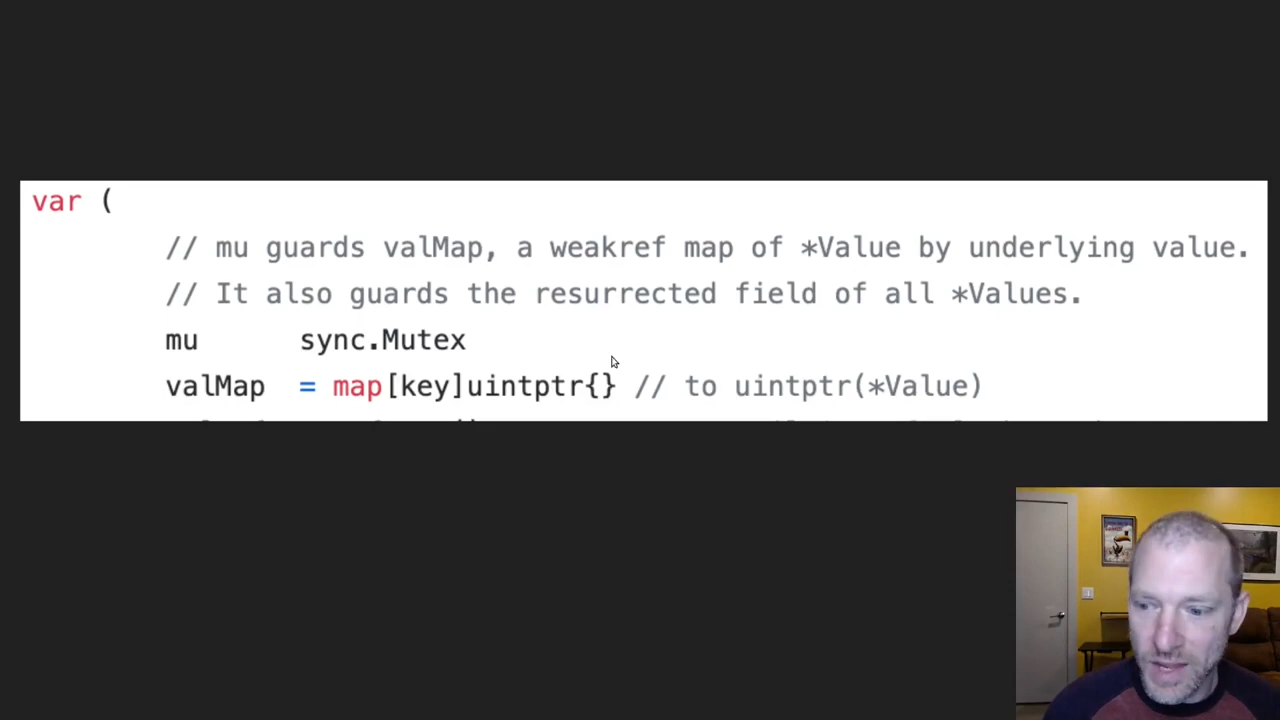 var (
// mu guards valMap, a weakref map of *Value by underlying value.
// It also guards the resurrected field of all *Values.
mu sync.Mutex
valMap = map[key]uintptr{} // to uintptr(*Value)